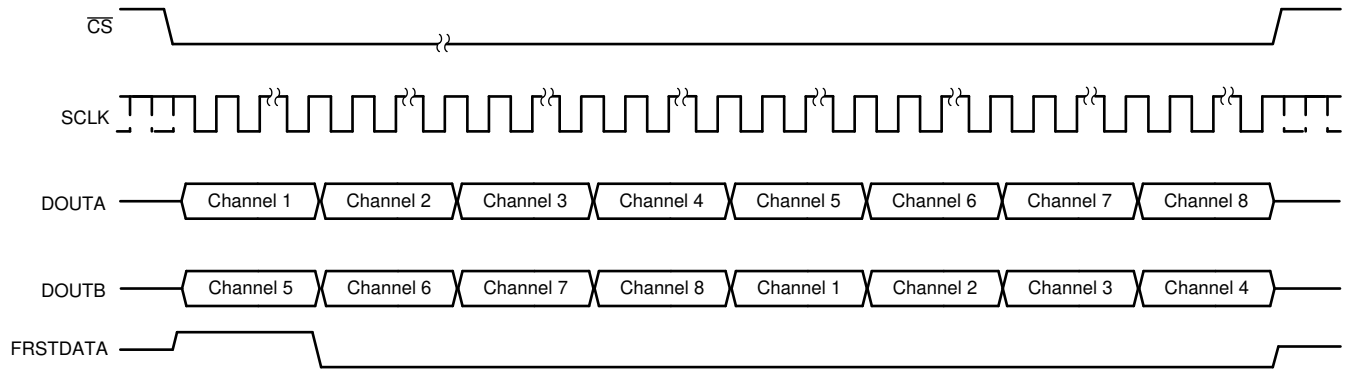 CS
SCLK
DOUTA Channel 1 Channel 2 Channel 3 Channel 4 Channel 5 Channel 6 Channel 7 Channel 8
DOUTB Channel 5 Channel 6 Channel 7 Channel 8 Channel 1 Channel 2 Channel 3 Channel 4
FRSTDATA